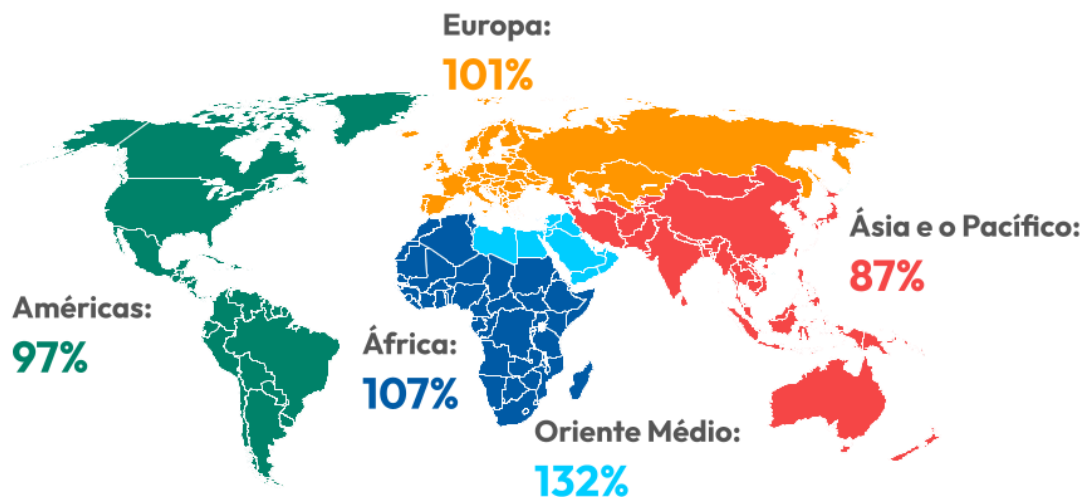 Europa:
101%
Ásia e o Pacífico:
87%
Américas:
97%
África:
107%
Oriente Médio:
132%